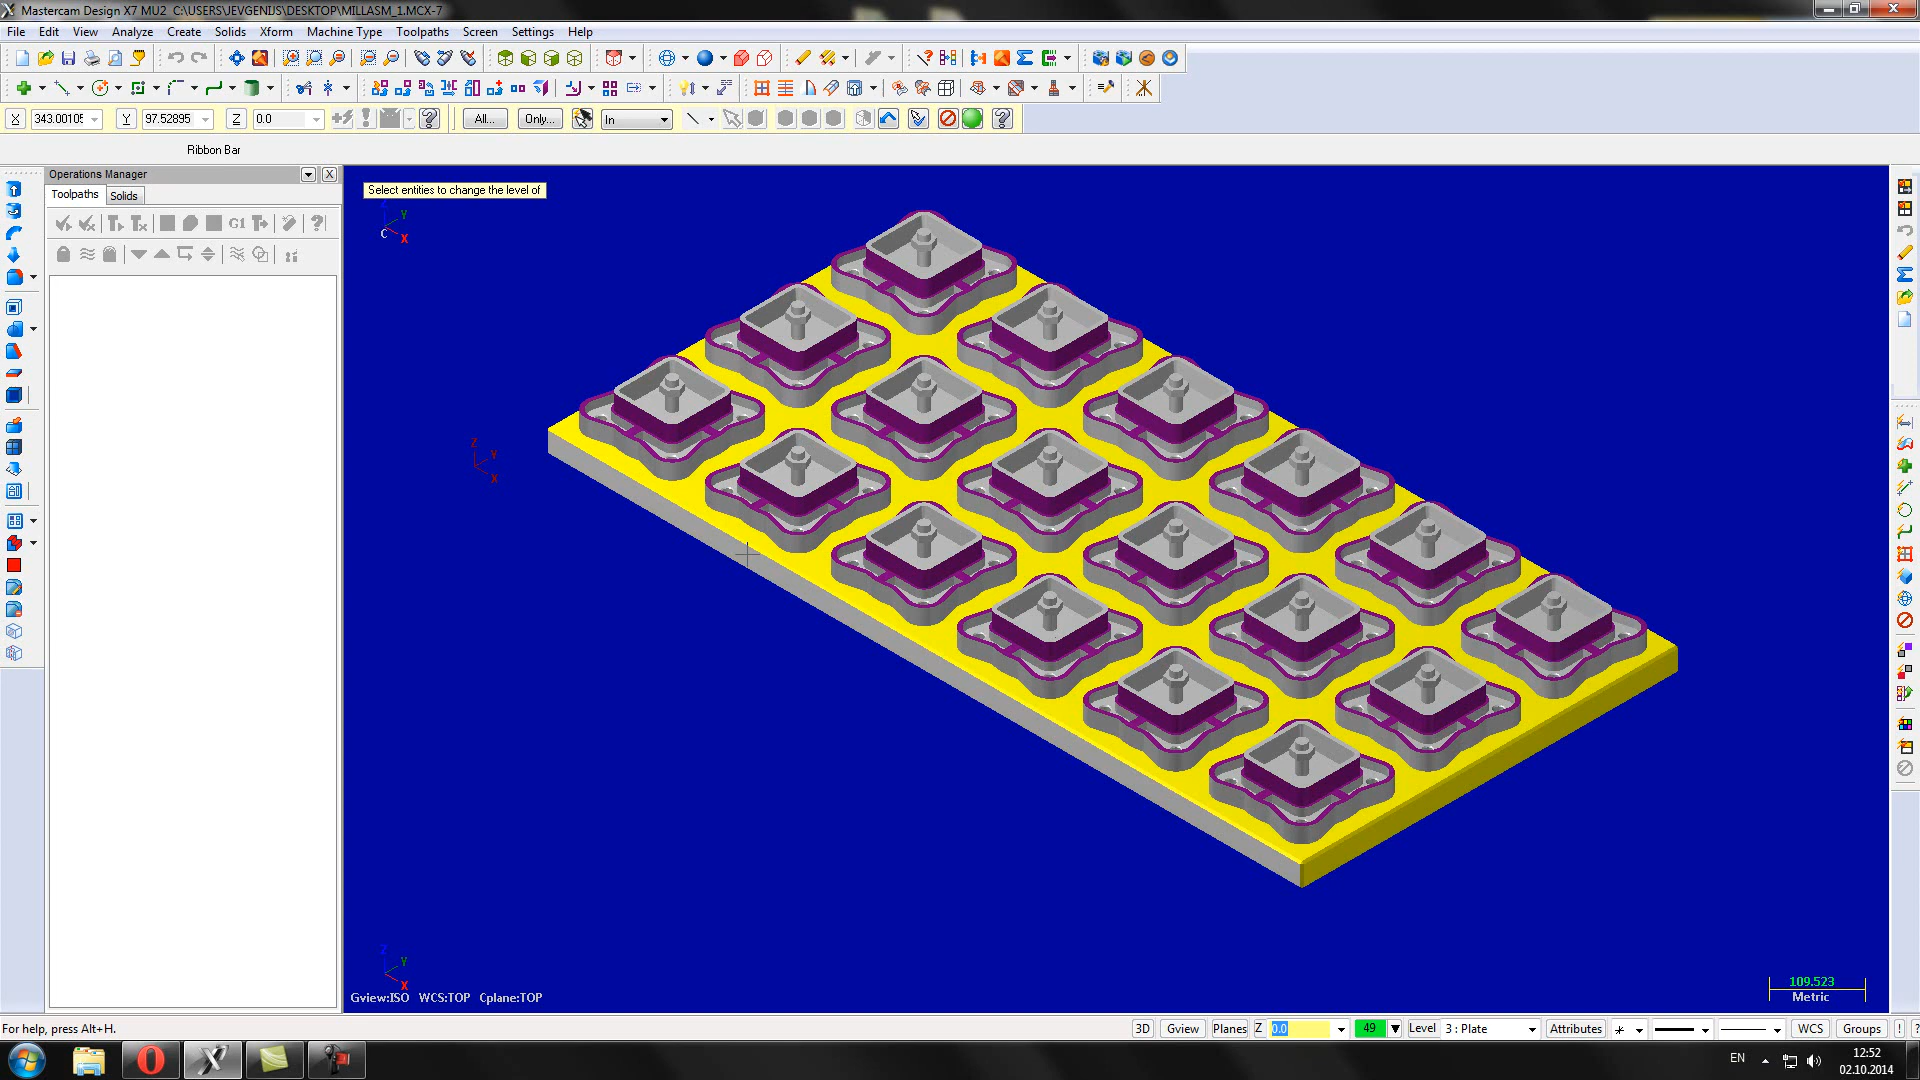 Mastercam Design X7 MU2  C:\USERS\JEVGENIJS\DESKTOP\MILLASM_1.MCX-7
File Edit View Analyze Create Solids Xform Machine Type Toolpaths Screen Settings Help
X 343.00105 Y 97.52895 Z 0.0 All... Only... In
Ribbon Bar
Operations Manager X
Toolpaths Solids
G1
Select entities to change the level of
Z Y X C
Z Y X
Z Y X
Gview:ISO WCS:TOP Cplane:TOP
109.523
Metric
For help, press Alt+H.
3D Gview Planes Z 0.0 49 Level 3 : Plate Attributes WCS Groups ! ?
EN 12:52
02.10.2014